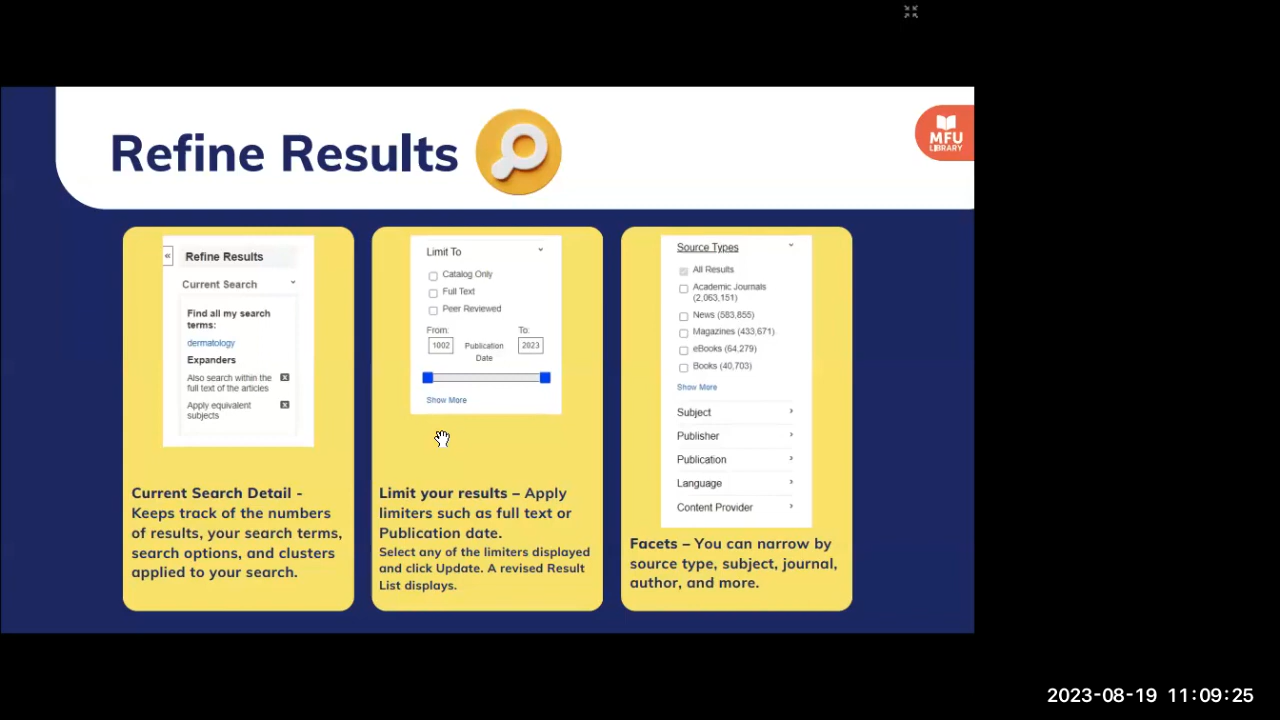 Refine Results
MFU
LIBRARY
«
Refine Results
Current Search
Find all my search
terms:
dermatology
Expanders
Also search within the
full text of the articles
Apply equivalent
subjects
Current Search Detail -
Keeps track of the numbers
of results, your search terms,
search options, and clusters
applied to your search.
Limit To
Catalog Only
Full Text
Peer Reviewed
From:
To:
1002
Publication
Date
2023
Show More
Limit your results – Apply
limiters such as full text or
Publication date.
Select any of the limiters displayed
and click Update. A revised Result
List displays.
Source Types
All Results
Academic Journals
(2,063,151)
News (583,855)
Magazines (433,671)
eBooks (64,279)
Books (40,703)
Show More
Subject
Publisher
Publication
Language
Content Provider
Facets – You can narrow by
source type, subject, journal,
author, and more.
2023-08-19 11:09:25